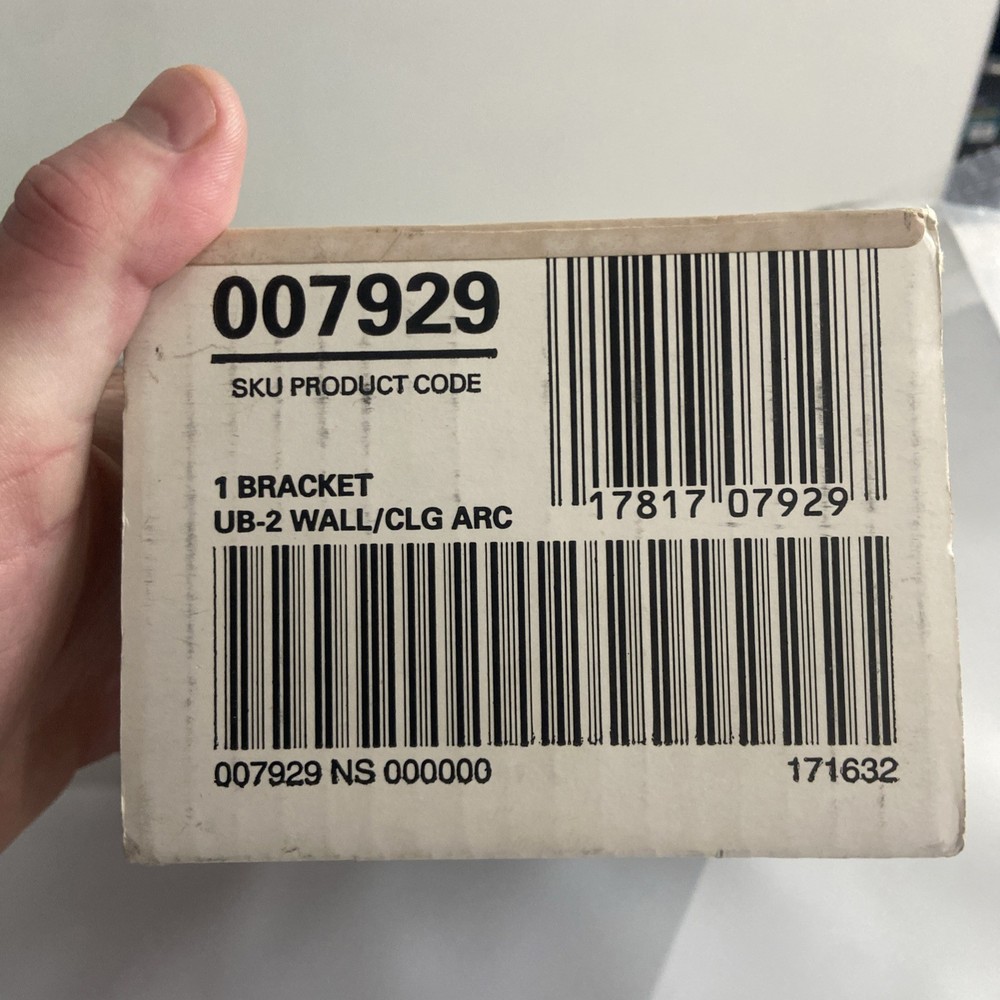 007929
SKU PRODUCT CODE
1 BRACKET
UB-2 WALL/CLG ARC
17817 07929
007929 NS 000000
171632